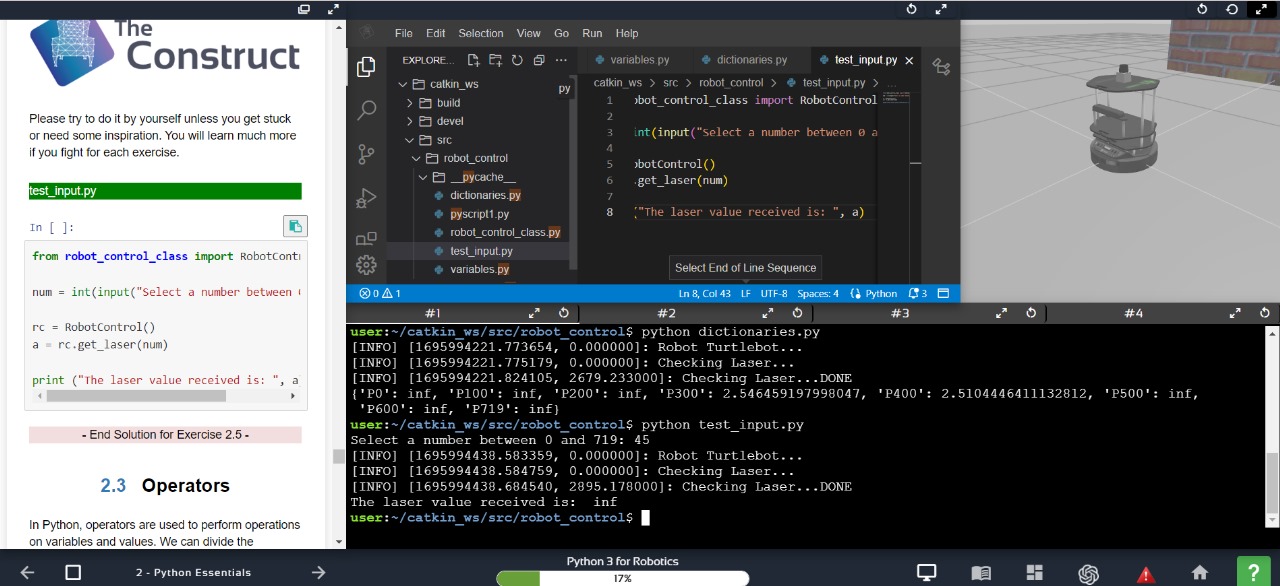 The
Construct
Please try to do it by yourself unless you get stuck
or need some inspiration. You will learn much more
if you fight for each exercise.
test_input.py
In [ ]:
from robot_control_class import RobotContr
num = int(input("Select a number between
rc = RobotControl()
a = rc.get_laser(num)
print ("The laser value received is: ", a
- End Solution for Exercise 2.5 -
2.3 Operators
In Python, operators are used to perform operations
on variables and values. We can divide the
File Edit Selection View Go Run Help
EXPLORE...
catkin_ws
build
devel
src
robot_control
__pycache__
dictionaries.py
pyscript1.py
robot_control_class.py
test_input.py
variables.py
py
variables.py dictionaries.py test_input.py
catkin_ws > src > robot_control > test_input.py > ...
1 obot_control_class import RobotControl
2
3 int(input("Select a number between 0 a
4
5 obotControl()
6 .get_laser(num)
7
8 ("The laser value received is: ", a)
Select End of Line Sequence
0 1 Ln 8, Col 43 LF UTF-8 Spaces: 4 Python 3
#1 #2 #3 #4
user:~/catkin_ws/src/robot_control$ python dictionaries.py
[INFO] [1695994221.773654, 0.000000]: Robot Turtlebot...
[INFO] [1695994221.775179, 0.000000]: Checking Laser...
[INFO] [1695994221.824105, 2679.233000]: Checking Laser...DONE
{'P0': inf, 'P100': inf, 'P200': inf, 'P300': 2.546459197998047, 'P400': 2.5104446411132812, 'P500': inf,
'P600': inf, 'P719': inf}
user:~/catkin_ws/src/robot_control$ python test_input.py
Select a number between 0 and 719: 45
[INFO] [1695994438.583359, 0.000000]: Robot Turtlebot...
[INFO] [1695994438.584759, 0.000000]: Checking Laser...
[INFO] [1695994438.684540, 2895.178000]: Checking Laser...DONE
The laser value received is:  inf
user:~/catkin_ws/src/robot_control$
2 - Python Essentials
Python 3 for Robotics
17%
?